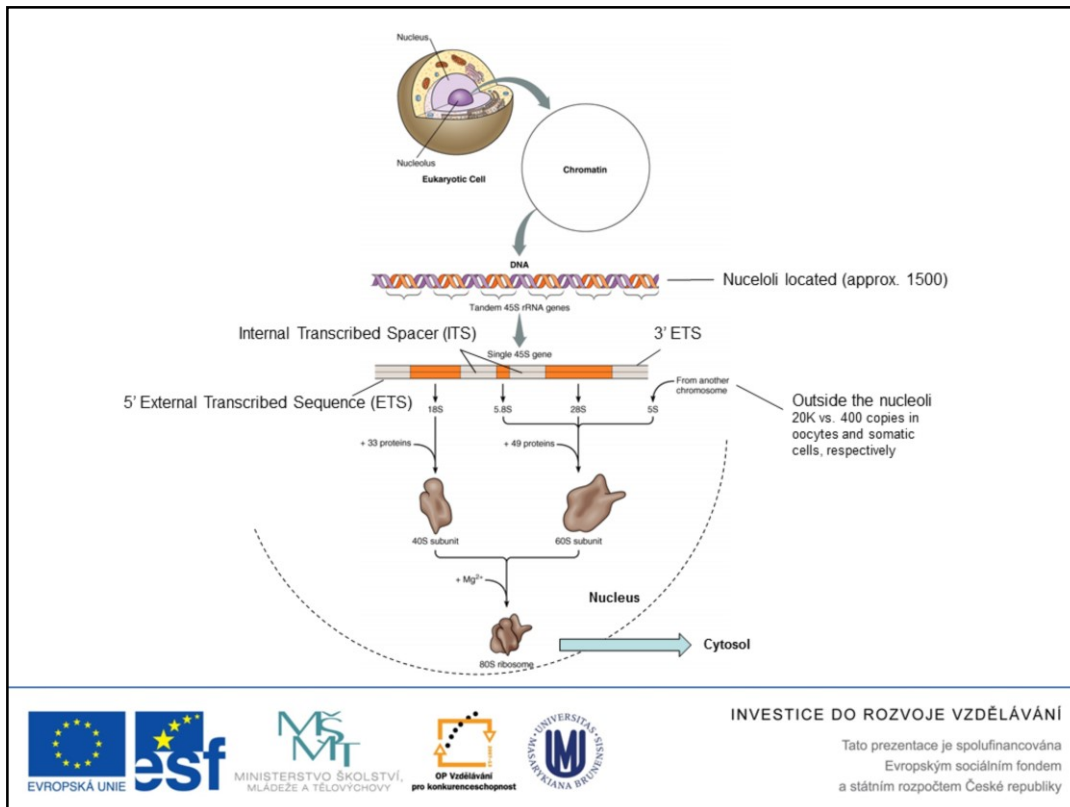 Nucleus
Nucleolus
Eukaryotic Cell
Chromatin
DNA
Nuceloli located (approx. 1500)
Tandem 45S rRNA genes
Internal Transcribed Spacer (ITS)
3' ETS
Single 45S gene
5' External Transcribed Sequence (ETS)
From another
chromosome
18S
5.8S
28S
5S
Outside the nucleoli
20K vs. 400 copies in
oocytes and somatic
cells, respectively
+ 33 proteins
+ 49 proteins
40S subunit
60S subunit
+ Mg²⁺
Nucleus
80S ribosome
Cytosol
EVROPSKÁ UNIE
esf
MŠMT
MINISTERSTVO ŠKOLSTVÍ,
MLÁDEŽE A TĚLOVÝCHOVY
2007-13
OP Vzdělávání
pro konkurenceschopnost
UNIVERSITAS MASARYKIANA BRUNENSIS
INVESTICE DO ROZVOJE VZDĚLÁVÁNÍ
Tato prezentace je spolufinancována
Evropským sociálním fondem
a státním rozpočtem České republiky